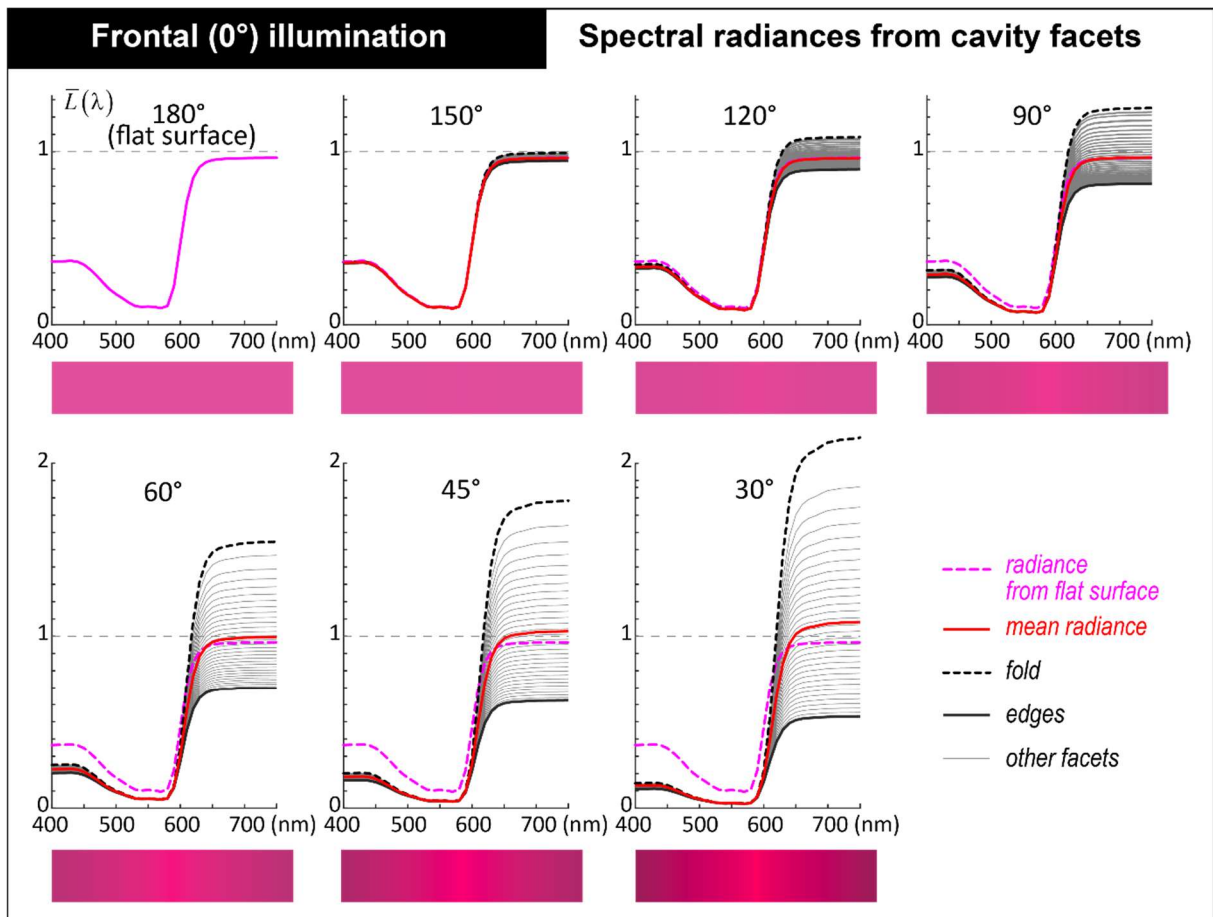 Frontal (0°) illumination
Spectral radiances from cavity facets
L̅(λ)
180°
(flat surface)
1
0
400 500 600 700 (nm)
150°
1
0
400 500 600 700 (nm)
120°
1
0
400 500 600 700 (nm)
90°
1
0
400 500 600 700 (nm)
2
60°
1
0
400 500 600 700 (nm)
2
45°
1
0
400 500 600 700 (nm)
2
30°
1
0
400 500 600 700 (nm)
radiance
from flat surface
mean radiance
fold
edges
other facets